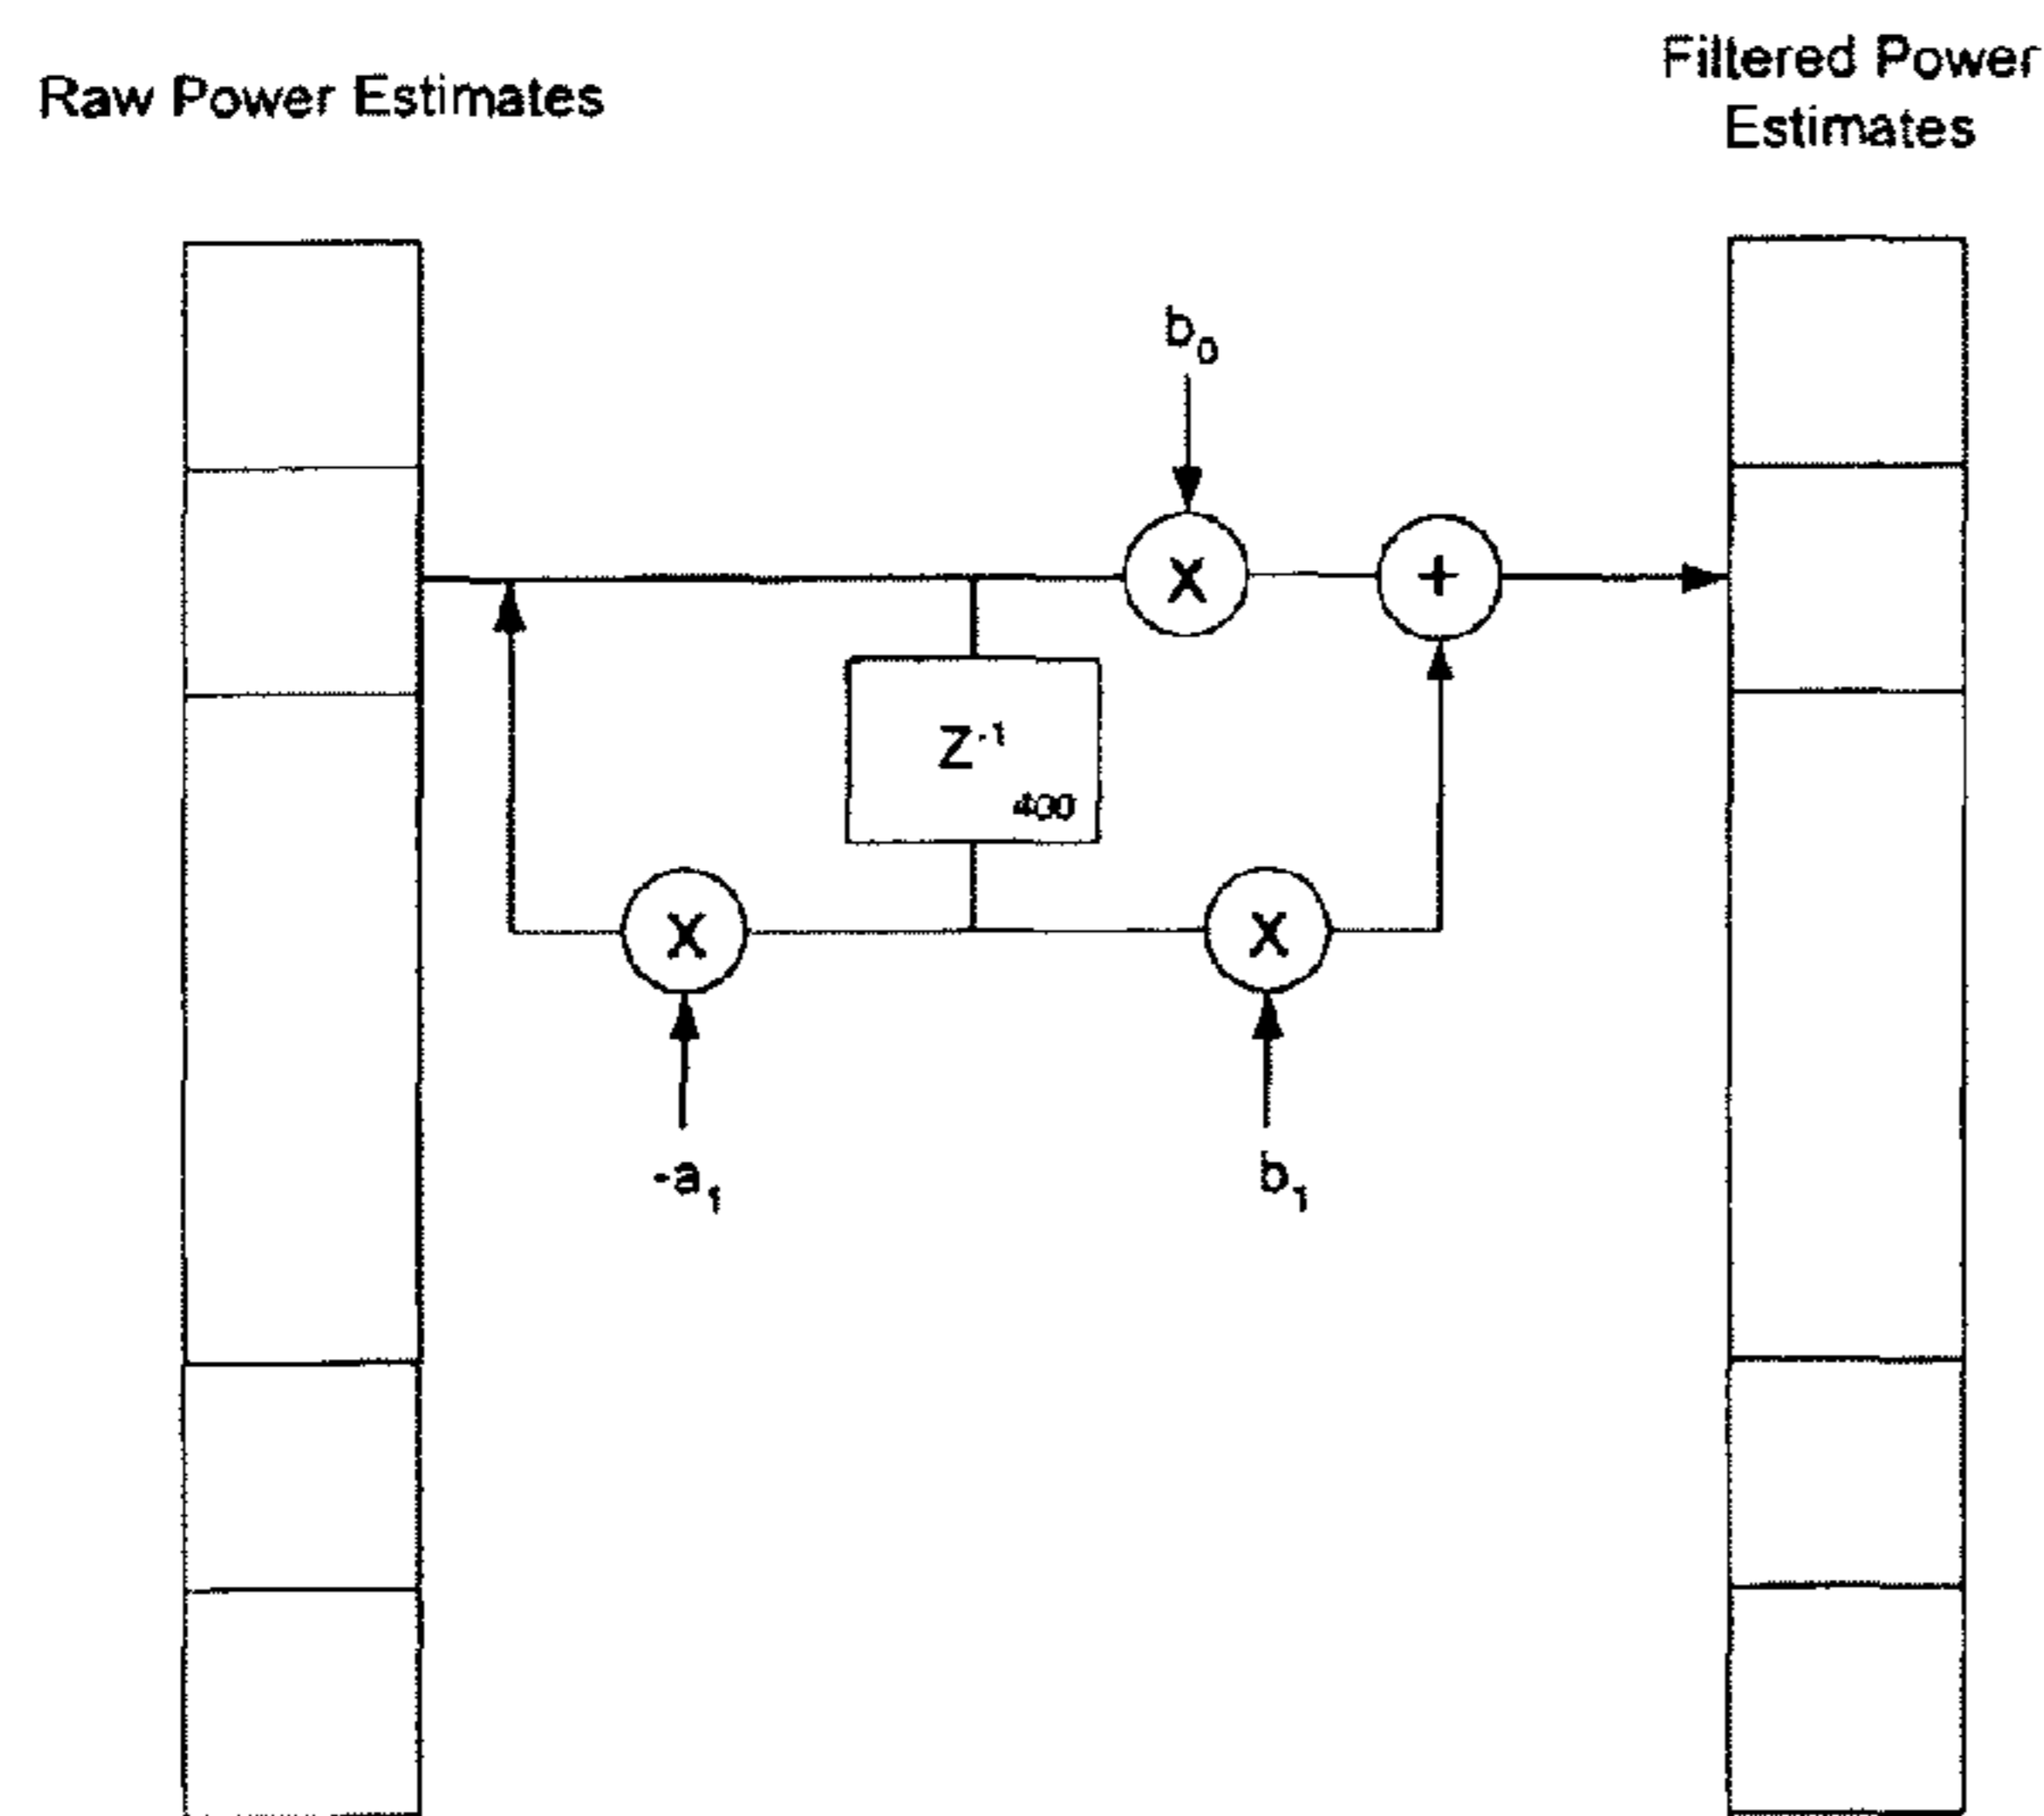 Raw Power Estimates
Filtered Power
Estimates
b₀
x
+
Z⁻¹
400
x
x
-a₁
b₁